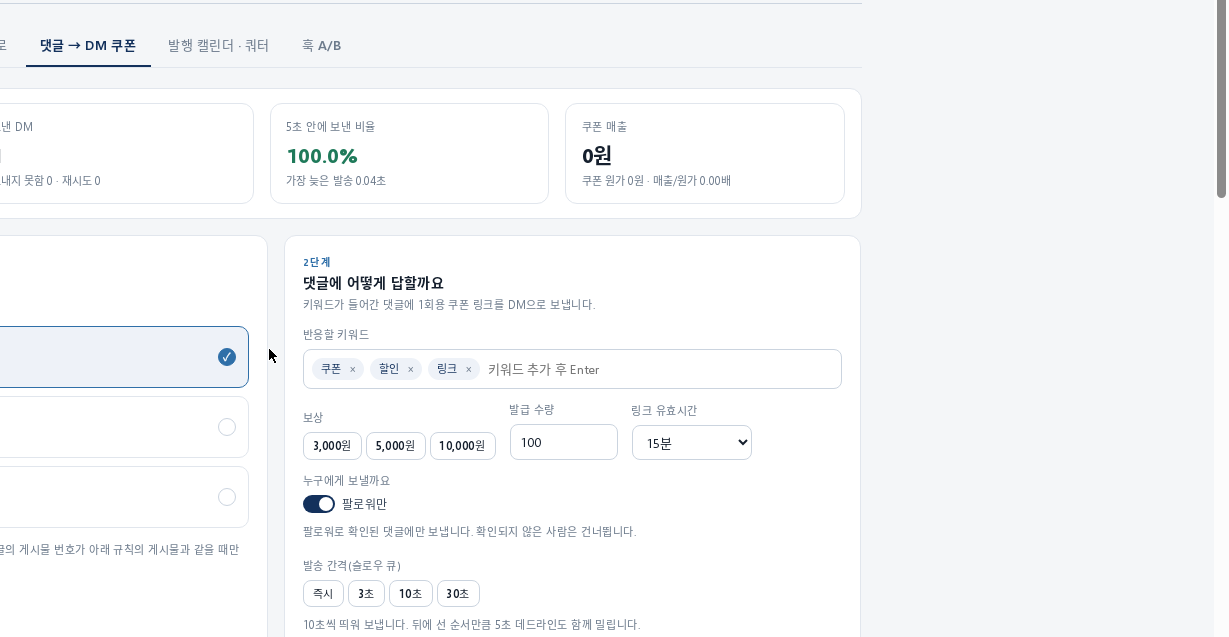 로
댓글 → DM 쿠폰
발행 캘린더 · 쿼터
훅 A/B
낸 DM
내지 못함 0 · 재시도 0
5초 안에 보낸 비율
100.0%
가장 늦은 발송 0.04초
쿠폰 매출
0원
쿠폰 원가 0원 · 매출/원가 0.00배
글의 게시물 번호가 아래 규칙의 게시물과 같을 때만
2단계
댓글에 어떻게 답할까요
키워드가 들어간 댓글에 1회용 쿠폰 링크를 DM으로 보냅니다.
반응할 키워드
쿠폰 × 할인 × 링크 × 키워드 추가 후 Enter
보상
3,000원 5,000원 10,000원
발급 수량
100
링크 유효시간
15분
누구에게 보낼까요
팔로워만
팔로워로 확인된 댓글에만 보냅니다. 확인되지 않은 사람은 건너뜁니다.
발송 간격(슬로우 큐)
즉시 3초 10초 30초
10초씩 띄워 보냅니다. 뒤에 선 순서만큼 5초 데드라인도 함께 밀립니다.